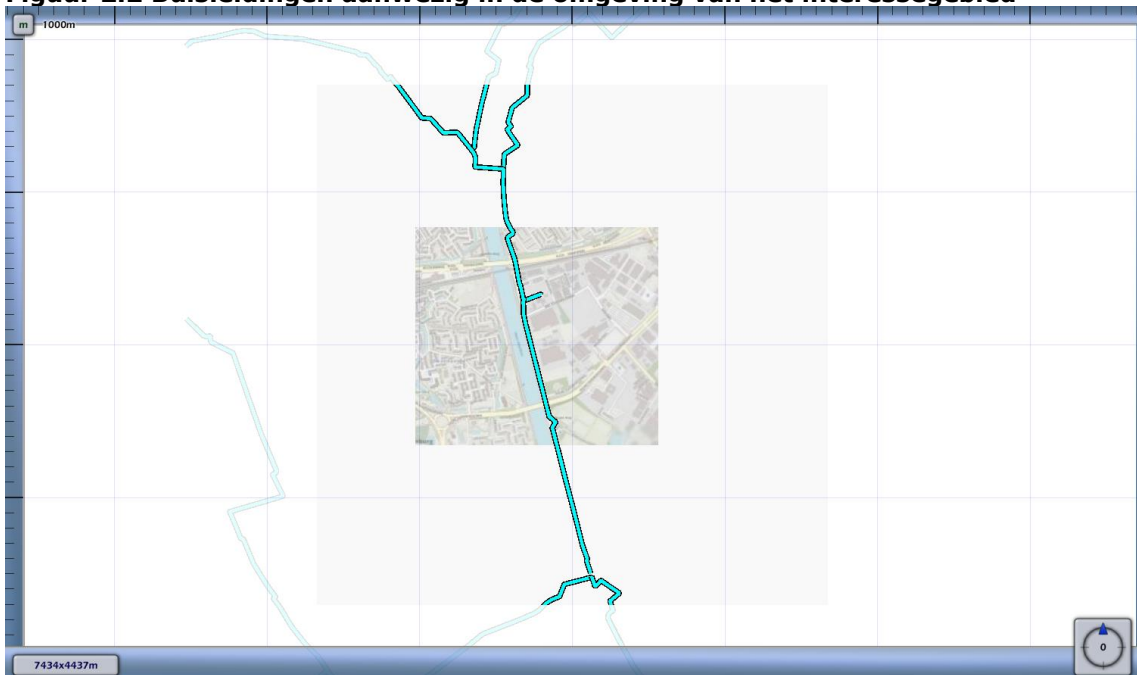 Figuur 2.2 Buisleidingen aanwezig in de omgeving van het interessegebied
m 1000m
7434x4437m
0